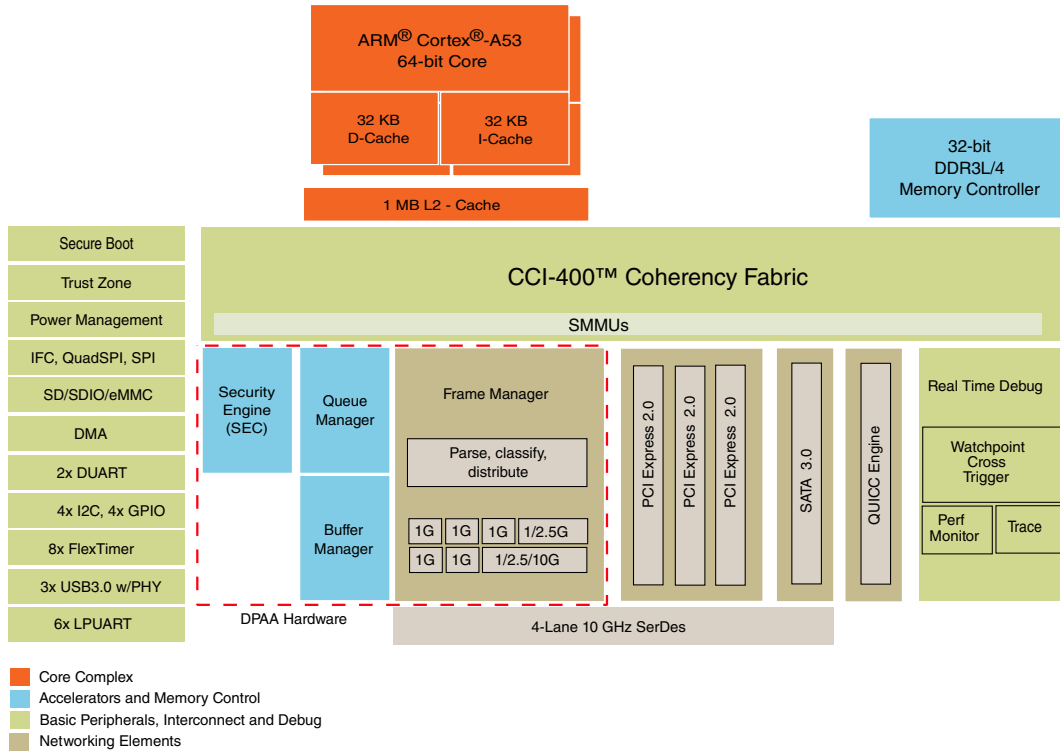 ARM® Cortex®-A53
64-bit Core
32 KB
D-Cache
32 KB
I-Cache
1 MB L2 - Cache
32-bit
DDR3L/4
Memory Controller
Secure Boot
Trust Zone
Power Management
IFC, QuadSPI, SPI
SD/SDIO/eMMC
DMA
2x DUART
4x I2C, 4x GPIO
8x FlexTimer
3x USB3.0 w/PHY
6x LPUART
CCI-400™ Coherency Fabric
SMMUs
Security
Engine
(SEC)
Queue
Manager
Buffer
Manager
Frame Manager
Parse, classify,
distribute
1G 1G 1G 1/2.5G
1G 1G 1/2.5/10G
DPAA Hardware
PCI Express 2.0
PCI Express 2.0
PCI Express 2.0
SATA 3.0
QUICC Engine
4-Lane 10 GHz SerDes
Real Time Debug
Watchpoint
Cross
Trigger
Perf
Monitor
Trace
Core Complex
Accelerators and Memory Control
Basic Peripherals, Interconnect and Debug
Networking Elements